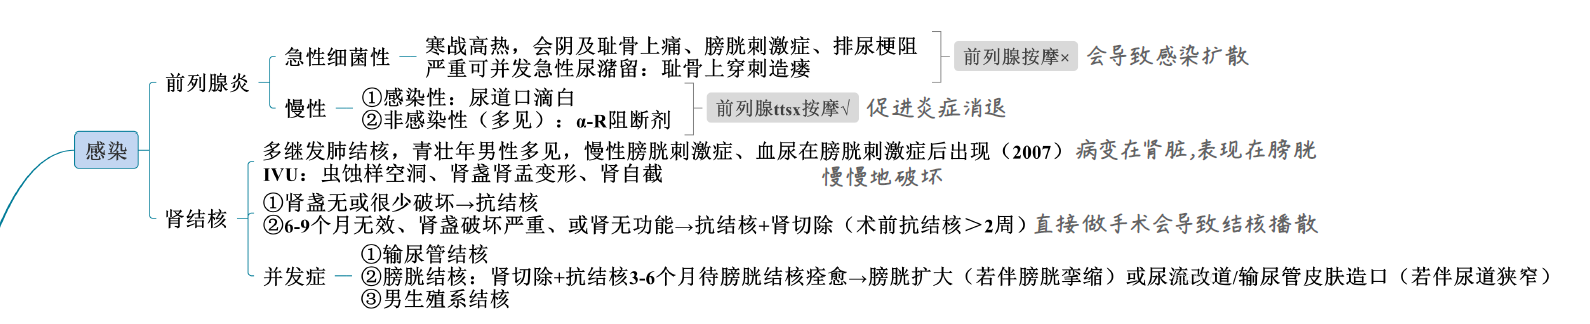 感染
前列腺炎
急性细菌性
寒战高热，会阴及耻骨上痛、膀胱刺激症、排尿梗阻
严重可并发急性尿潴留：耻骨上穿刺造瘘
前列腺按摩×
会导致感染扩散
慢性
①感染性：尿道口滴白
②非感染性（多见）：α-R阻断剂
前列腺ttsx按摩√
促进炎症消退
肾结核
多继发肺结核，青壮年男性多见，慢性膀胱刺激症、血尿在膀胱刺激症后出现（2007）
病变在肾脏,表现在膀胱
IVU：虫蚀样空洞、肾盏肾盂变形、肾自截
慢慢地破坏
①肾盏无或很少破坏→抗结核
②6-9个月无效、肾盏破坏严重、或肾无功能→抗结核+肾切除（术前抗结核＞2周）
直接做手术会导致结核播散
并发症
①输尿管结核
②膀胱结核：肾切除+抗结核3-6个月待膀胱结核痊愈→膀胱扩大（若伴膀胱挛缩）或尿流改道/输尿管皮肤造口（若伴尿道狭窄）
③男生殖系结核